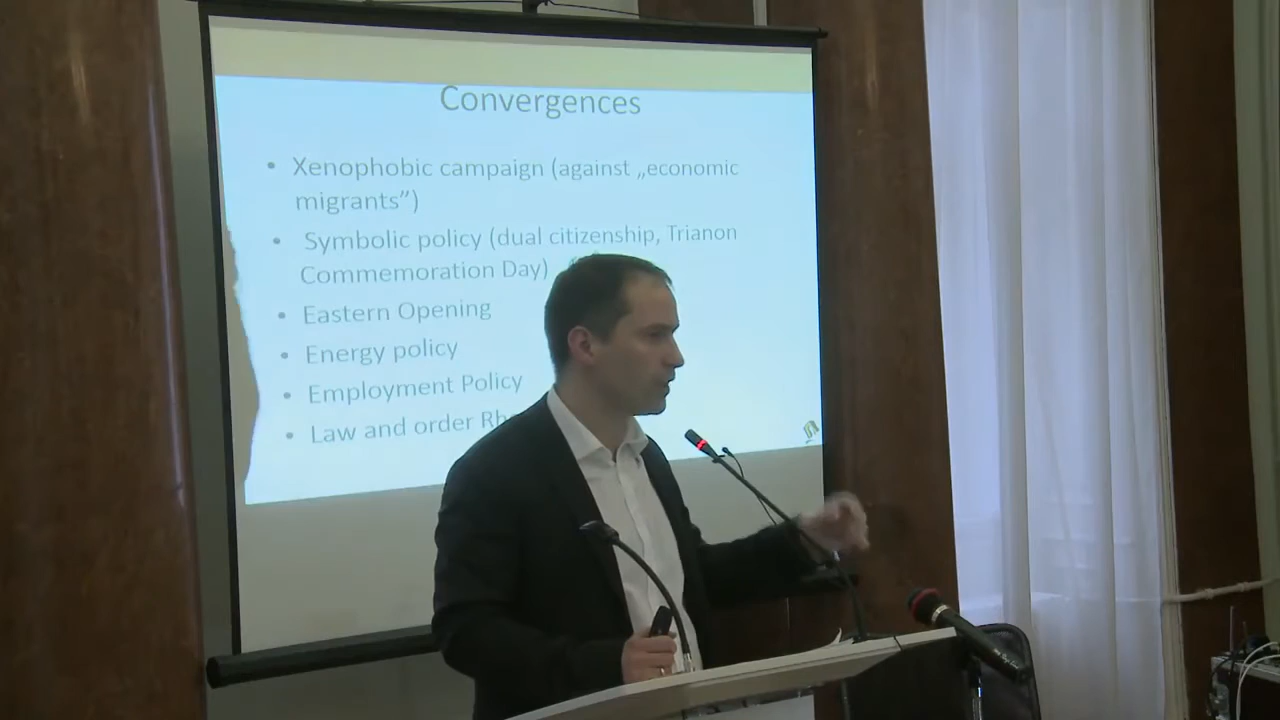 Convergences
• Xenophobic campaign (against „economic
migrants”)
• Symbolic policy (dual citizenship, Trianon
Commemoration Day)
• Eastern Opening
• Energy policy
• Employment Policy
• Law and order